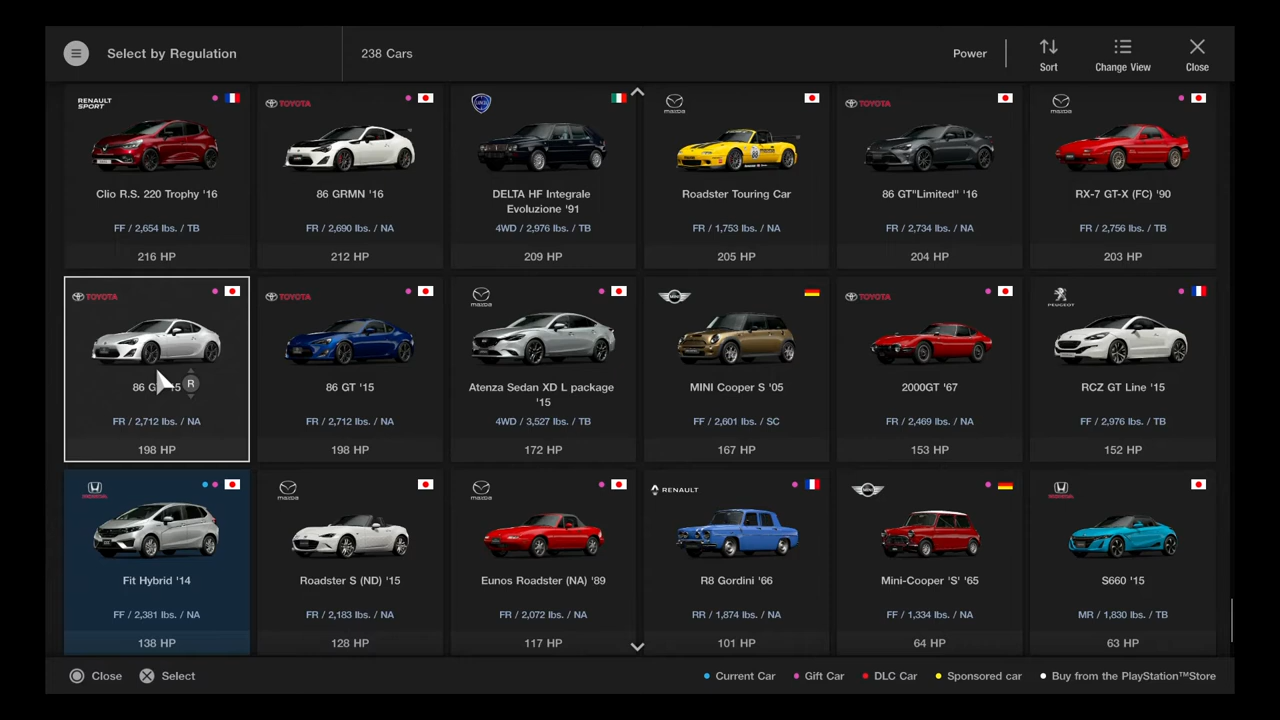 Select by Regulation
238 Cars
Power
Sort
Change View
Close
RENAULT SPORT
TOYOTA
TOYOTA
Clio R.S. 220 Trophy '16
86 GRMN '16
DELTA HF Integrale
Evoluzione '91
Roadster Touring Car
86 GT"Limited" '16
RX-7 GT-X (FC) '90
FF / 2,654 lbs. / TB
FR / 2,690 lbs. / NA
4WD / 2,976 lbs. / TB
FR / 1,753 lbs. / NA
FR / 2,734 lbs. / NA
FR / 2,756 lbs. / TB
216 HP
212 HP
209 HP
205 HP
204 HP
203 HP
TOYOTA
TOYOTA
mazda
MINI
TOYOTA
PEUGEOT
R
86 GT '15
Atenza Sedan XD L package
'15
MINI Cooper S '05
2000GT '67
RCZ GT Line '15
FR / 2,712 lbs. / NA
FR / 2,712 lbs. / NA
4WD / 3,527 lbs. / TB
FF / 2,601 lbs. / SC
FR / 2,469 lbs. / NA
FF / 2,976 lbs. / TB
198 HP
198 HP
172 HP
167 HP
153 HP
152 HP
HONDA
mazda
mazda
RENAULT
MINI
HONDA
Fit Hybrid '14
Roadster S (ND) '15
Eunos Roadster (NA) '89
R8 Gordini '66
Mini-Cooper 'S' '65
S660 '15
FF / 2,381 lbs. / NA
FR / 2,183 lbs. / NA
FR / 2,072 lbs. / NA
RR / 1,874 lbs. / NA
FF / 1,334 lbs. / NA
MR / 1,830 lbs. / TB
138 HP
128 HP
117 HP
101 HP
64 HP
63 HP
Close
Select
Current Car
Gift Car
DLC Car
Sponsored car
Buy from the PlayStation™Store